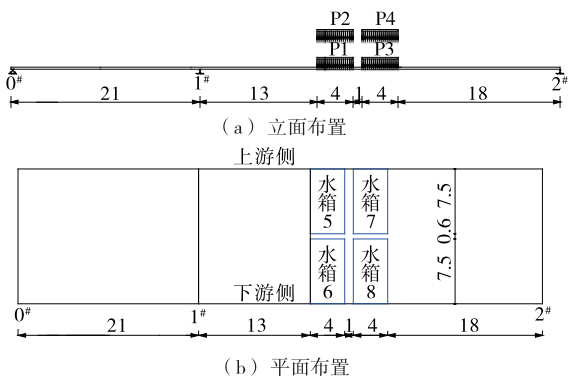 P2 P4
P1 P3
0# 1# 2#
21 13 4 1 4 18
（a）立面布置
上游侧
水箱5 水箱7
7.5 0.6 7.5
水箱6 水箱8
下游侧
0# 1# 2#
21 13 4 1 4 18
（b）平面布置